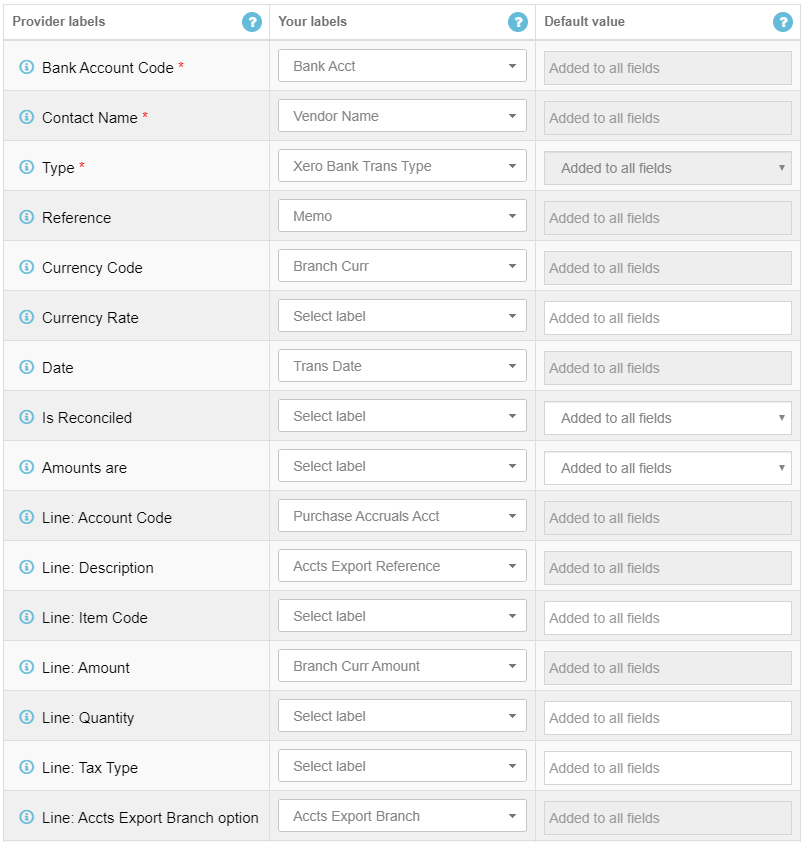 Provider labels ? Your labels ? Default value ?
Bank Account Code * Bank Acct Added to all fields
Contact Name * Vendor Name Added to all fields
Type * Xero Bank Trans Type Added to all fields
Reference Memo Added to all fields
Currency Code Branch Curr Added to all fields
Currency Rate Select label Added to all fields
Date Trans Date Added to all fields
Is Reconciled Select label Added to all fields
Amounts are Select label Added to all fields
Line: Account Code Purchase Accruals Acct Added to all fields
Line: Description Accts Export Reference Added to all fields
Line: Item Code Select label Added to all fields
Line: Amount Branch Curr Amount Added to all fields
Line: Quantity Select label Added to all fields
Line: Tax Type Select label Added to all fields
Line: Accts Export Branch option Accts Export Branch Added to all fields